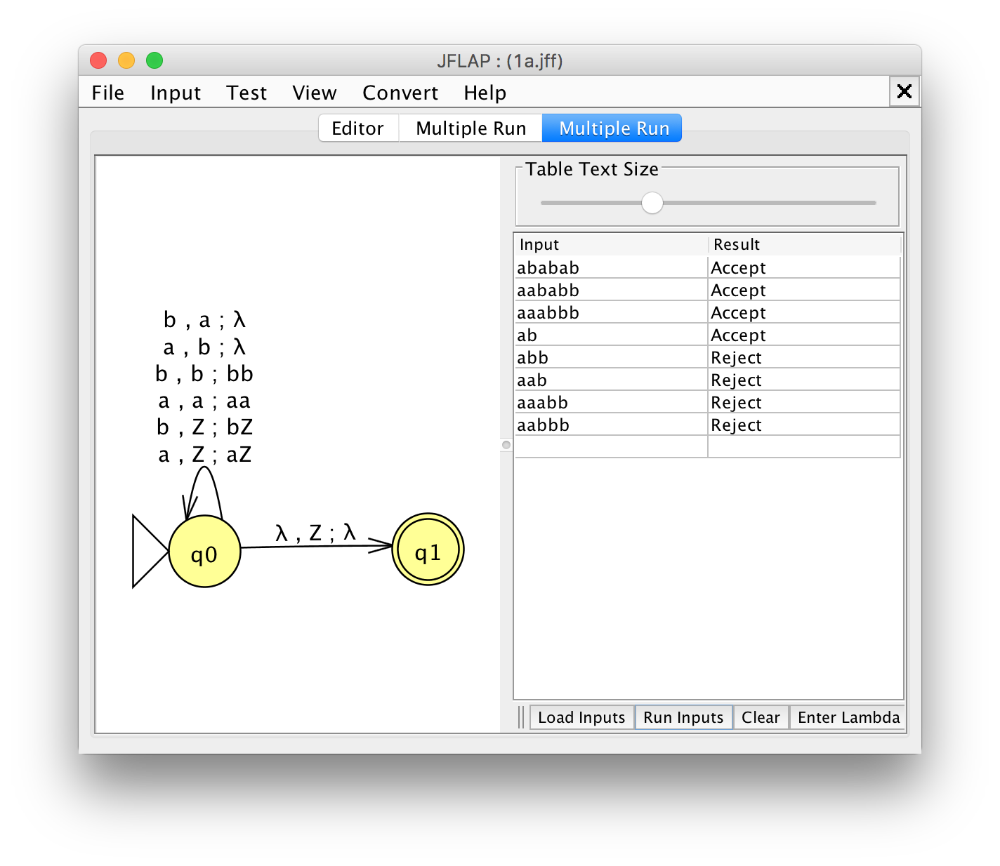 JFLAP : (1a.jff)
File Input Test View Convert Help
Editor Multiple Run Multiple Run
b , a ; λ
a , b ; λ
b , b ; bb
a , a ; aa
b , Z ; bZ
a , Z ; aZ
λ , Z ; λ
q0
q1
Table Text Size
Input Result
ababab Accept
aababb Accept
aaabbb Accept
ab Accept
abb Reject
aab Reject
aaabb Reject
aabbb Reject
Load Inputs Run Inputs Clear Enter Lambda